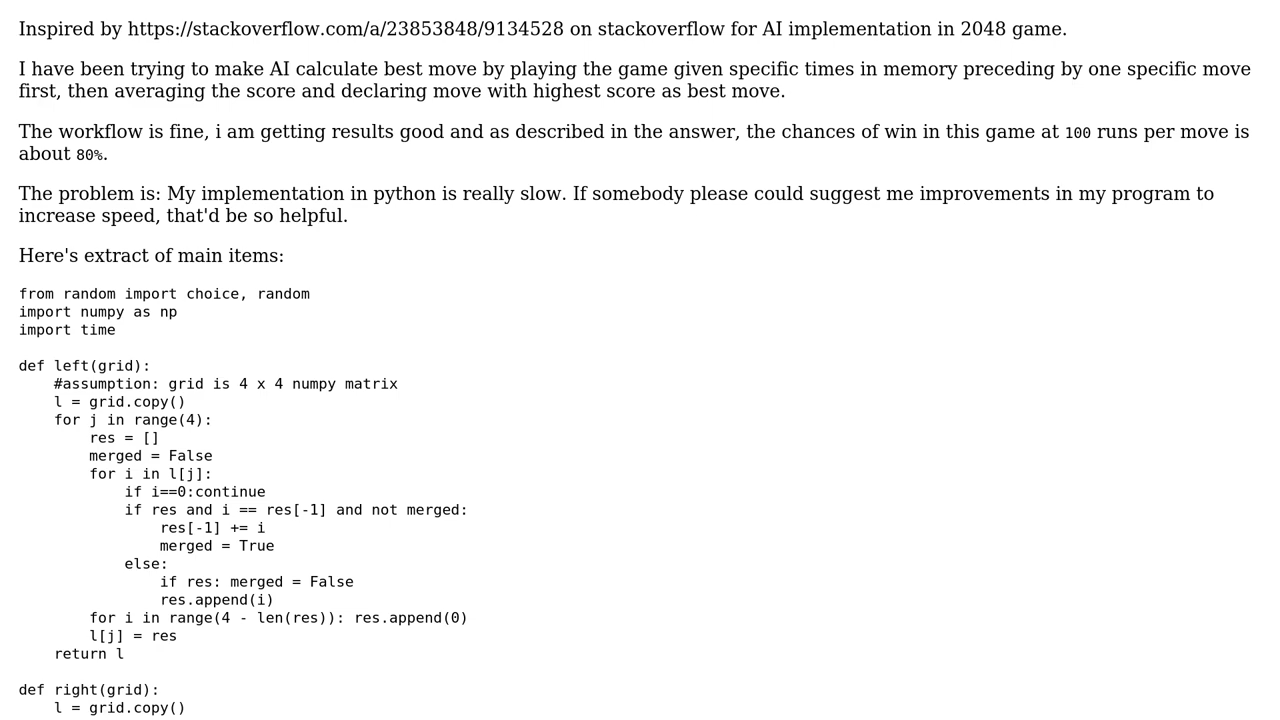 Inspired by https://stackoverflow.com/a/23853848/9134528 on stackoverflow for AI implementation in 2048 game.
I have been trying to make AI calculate best move by playing the game given specific times in memory preceding by one specific move
first, then averaging the score and declaring move with highest score as best move.
The workflow is fine, i am getting results good and as described in the answer, the chances of win in this game at 100 runs per move is
about 80%.
The problem is: My implementation in python is really slow. If somebody please could suggest me improvements in my program to
increase speed, that'd be so helpful.
Here's extract of main items:
from random import choice, random
import numpy as np
import time
def left(grid):
    #assumption: grid is 4 x 4 numpy matrix
    l = grid.copy()
    for j in range(4):
        res = []
        merged = False
        for i in l[j]:
            if i==0:continue
            if res and i == res[-1] and not merged:
                res[-1] += i
                merged = True
            else:
                if res: merged = False
                res.append(i)
        for i in range(4 - len(res)): res.append(0)
        l[j] = res
    return l
def right(grid):
    l = grid.copy()